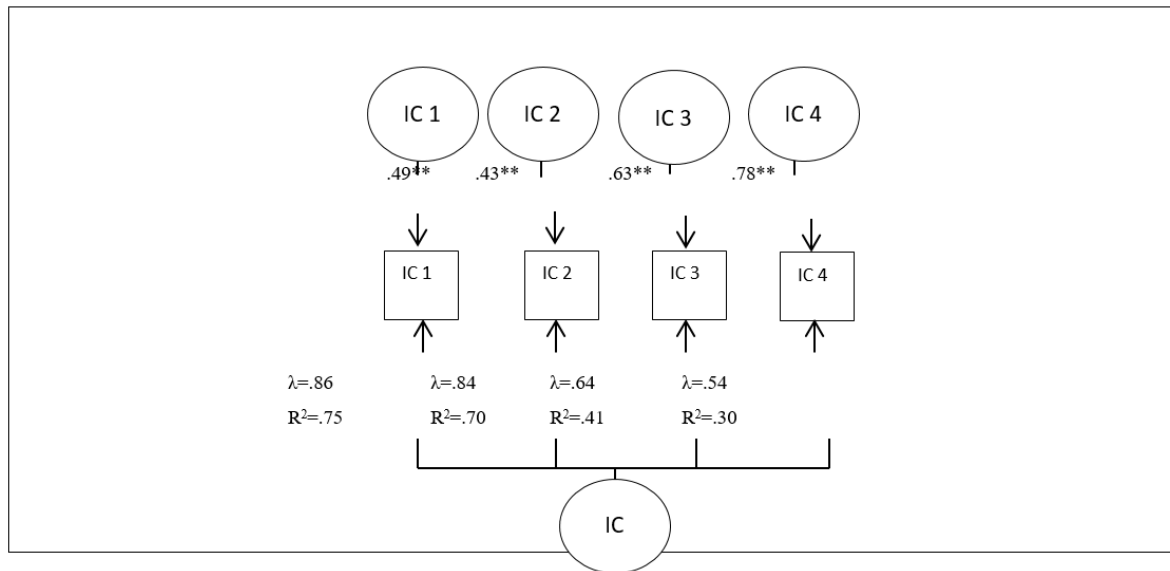 IC 1 IC 2 IC 3 IC 4
.49** .43** .63** .78**
IC 1 IC 2 IC 3 IC 4
λ=.86 λ=.84 λ=.64 λ=.54
R²=.75 R²=.70 R²=.41 R²=.30
IC